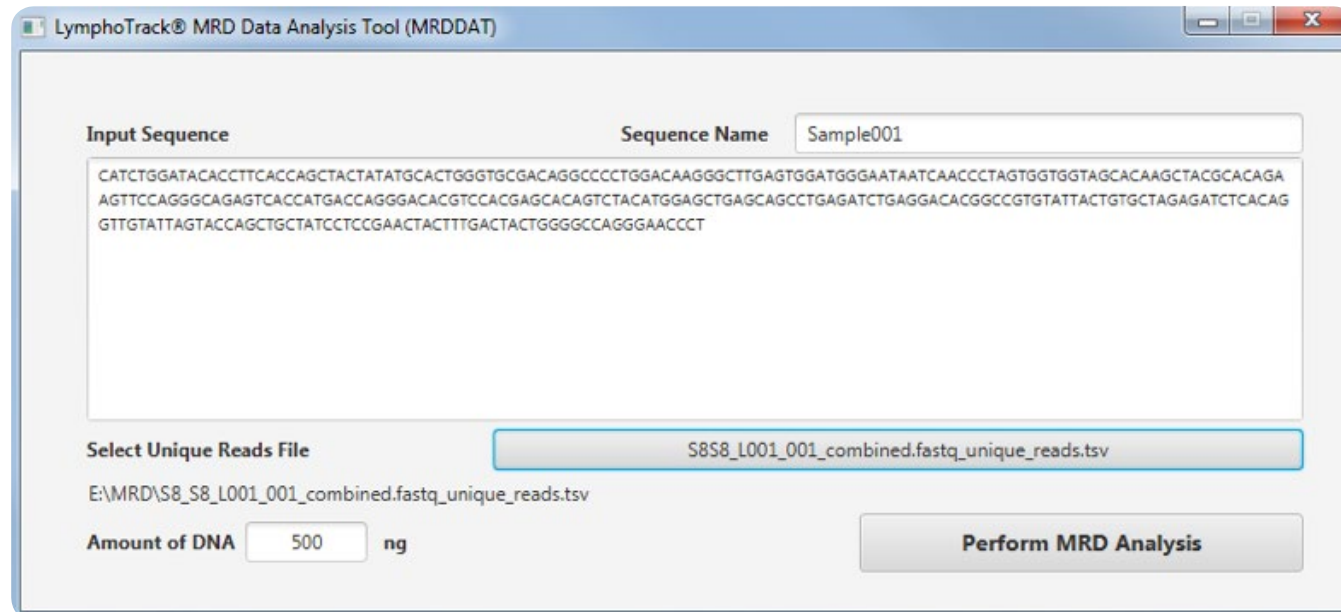 LymphoTrack® MRD Data Analysis Tool (MRDDAT)
Input Sequence Sequence Name Sample001
CATCTGGATACACCTTCACCAGCTACTATATGCACTGGGTGCGACAGGCCCCTGGACAAGGGCTTGAGTGGATGGGAATAATCAACCCTAGTGGTGGTAGCACAAGCTACGCACAGA
AGTTCCAGGGCAGAGTCACCATGACCAGGGACACGTCCACGAGCACAGTCTACATGGAGCTGAGCAGCCTGAGATCTGAGGACACGGCCGTGTATTACTGTGCTAGAGATCTCACAG
GTTGTATTAGTACCAGCTGCTATCCTCCGAACTACTTTGACTACTGGGGCCAGGGAACCCT
Select Unique Reads File S8S8_L001_001_combined.fastq_unique_reads.tsv
E:\MRD\S8_S8_L001_001_combined.fastq_unique_reads.tsv
Amount of DNA 500 ng Perform MRD Analysis